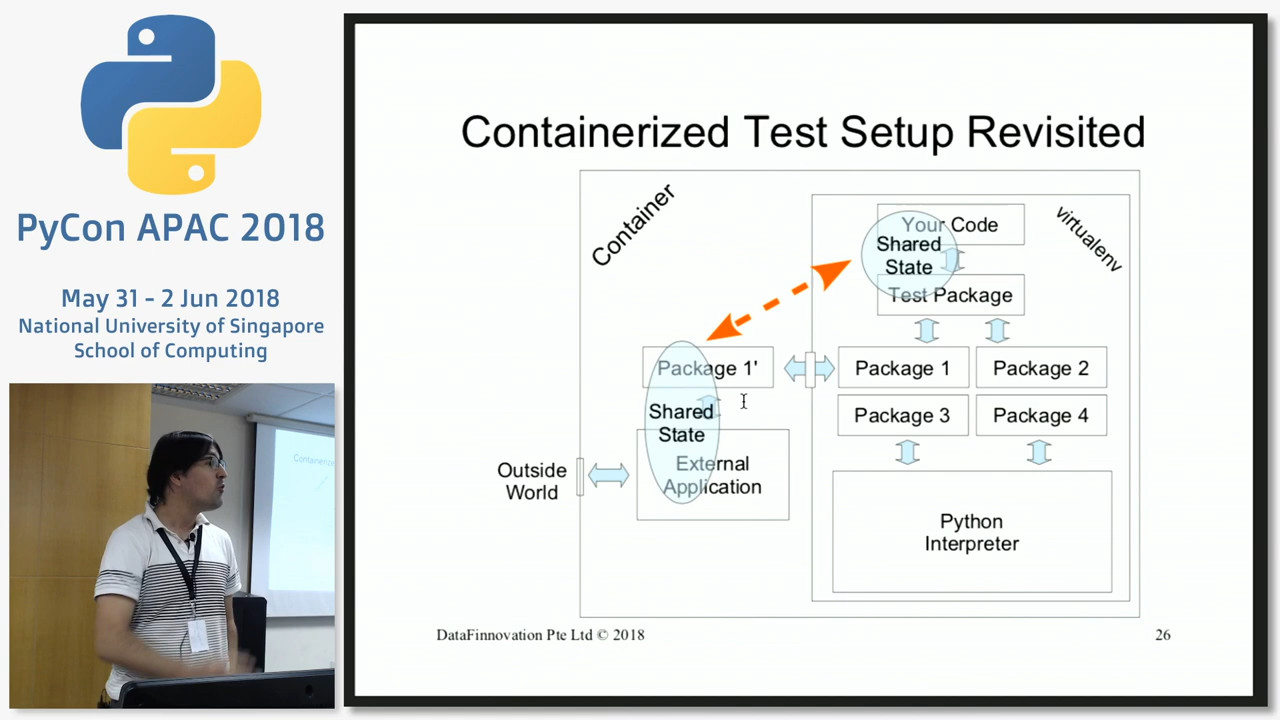 PyCon APAC 2018
May 31 - 2 Jun 2018
National University of Singapore
School of Computing
Containerized Test Setup Revisited
Container
virtualenv
Your Code
Shared
State
Test Package
Package 1'
Package 1
Package 2
Shared
State
Package 3
Package 4
External
Application
Outside
World
Python
Interpreter
DataFinnovation Pte Ltd © 2018
26